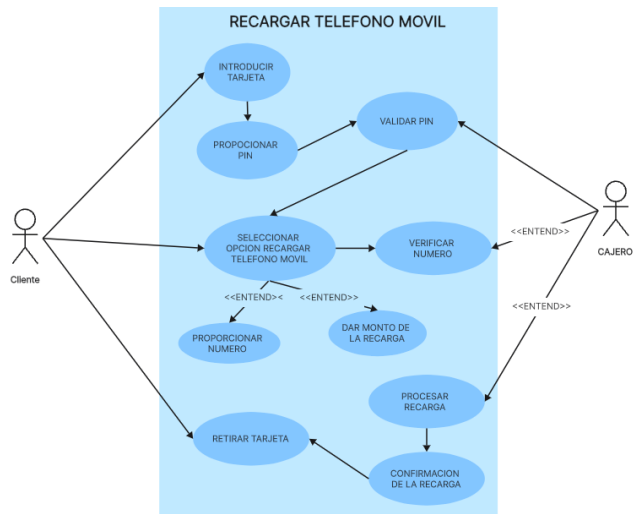 RECARGAR TELEFONO MOVIL
INTRODUCIR
TARJETA
PROPOCIONAR
PIN
VALIDAR PIN
SELECCIONAR
OPCION RECARGAR
TELEFONO MOVIL
VERIFICAR
NUMERO
<<ENTEND>>
Cliente
CAJERO
<<ENTEND><
<<ENTEND>>
<<ENTEND>>
PROPORCIONAR
NUMERO
DAR MONTO DE
LA RECARGA
PROCESAR
RECARGA
RETIRAR TARJETA
CONFIRMACION
DE LA RECARGA